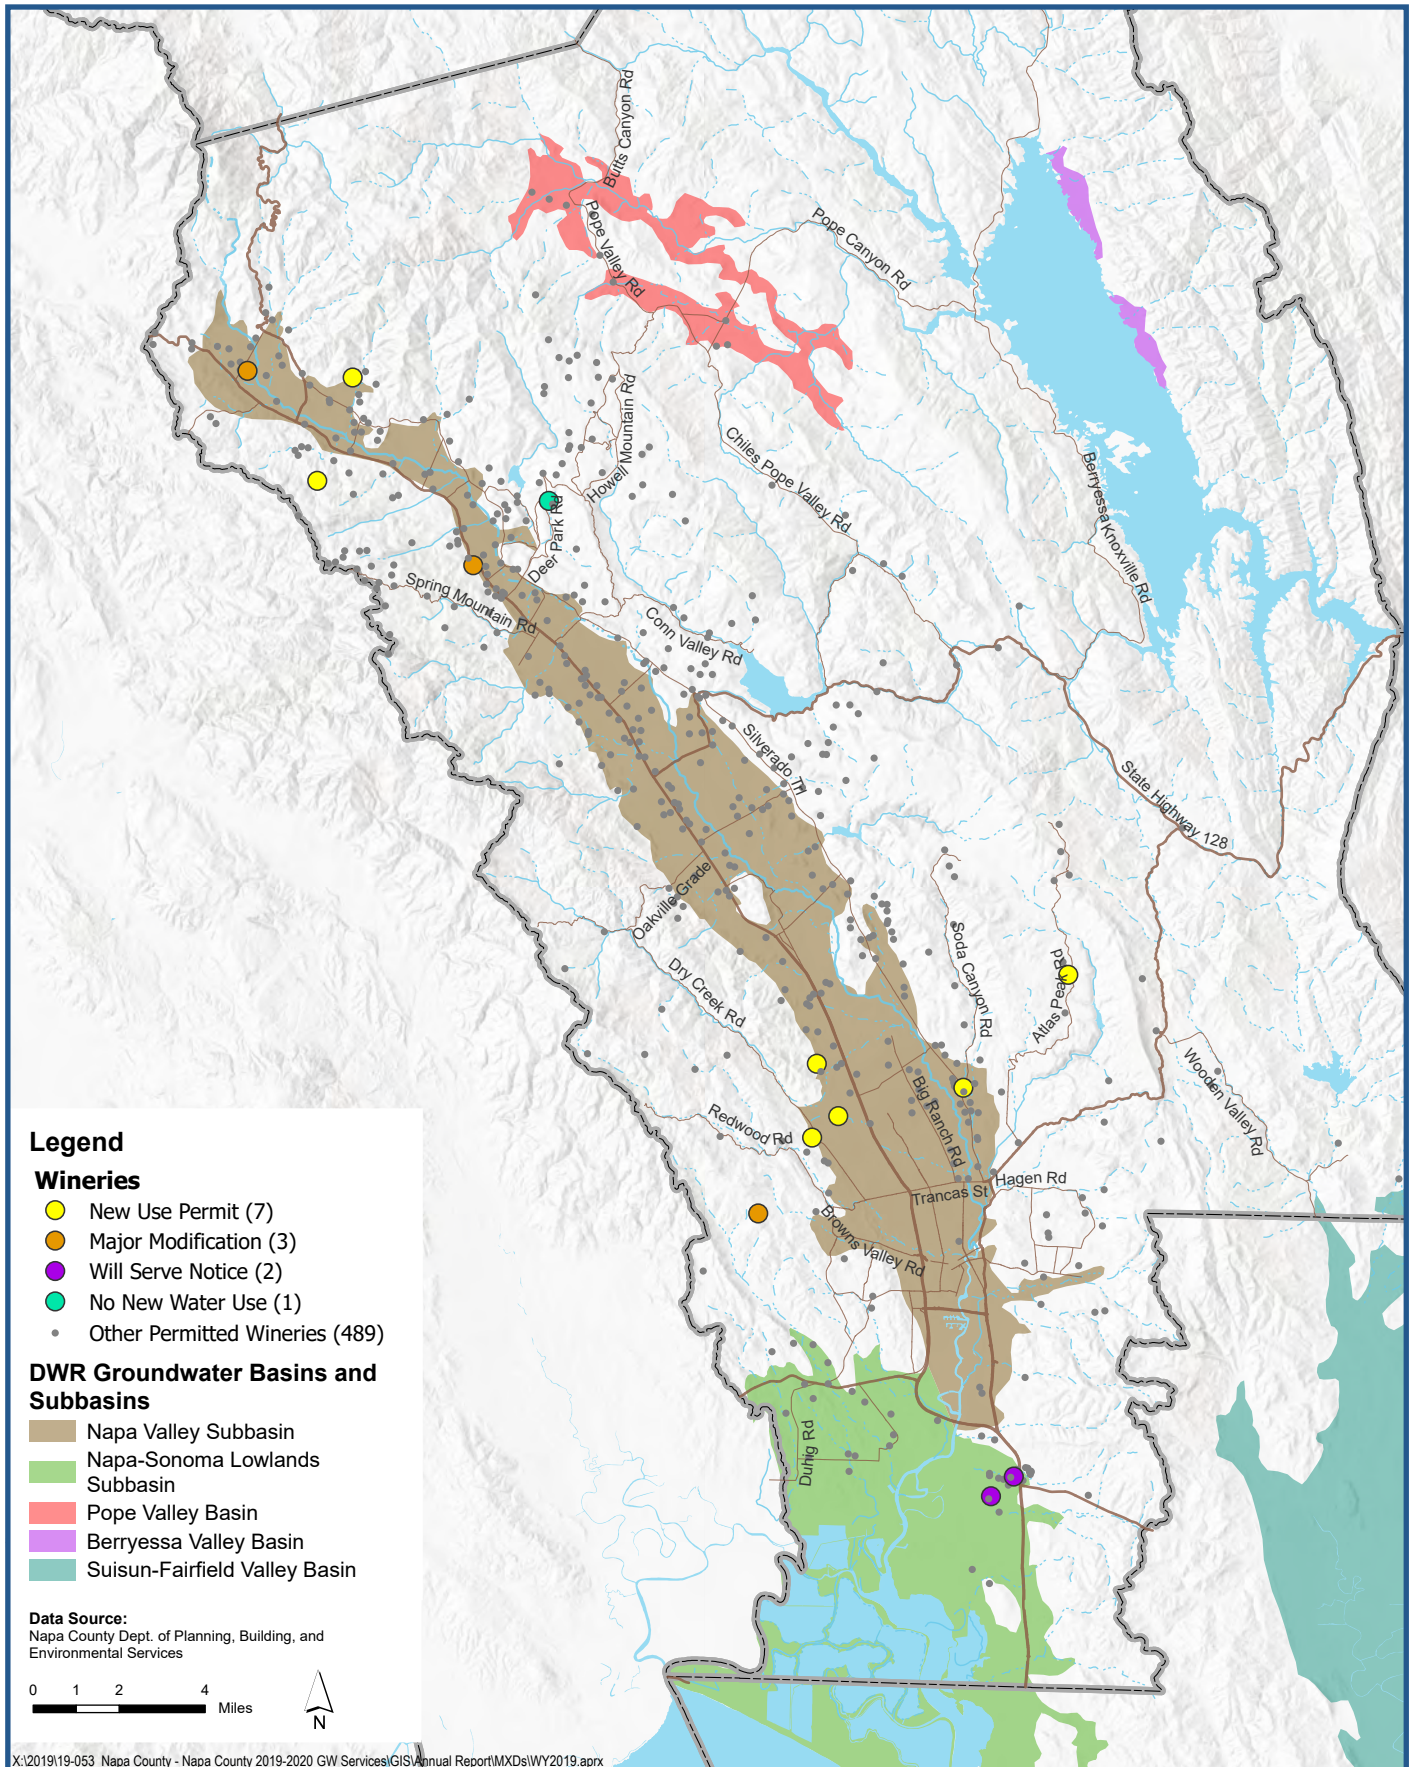 Butts Canyon Rd
Pope Valley Rd
Pope Canyon Rd
Howell Mountain Rd
Chiles Pope Valley Rd
Berryessa Knoxville Rd
Deer Park Rd
Spring Mountain Rd
Conn Valley Rd
Silverado Trl
State Highway 128
Oakville Grade
Dry Creek Rd
Soda Canyon Rd
Atlas Peak Rd
Wooden Valley Rd
Big Ranch Rd
Redwood Rd
Hagen Rd
Trancas St
Browns Valley Rd
Duhig Rd
Legend
Wineries
New Use Permit (7)
Major Modification (3)
Will Serve Notice (2)
No New Water Use (1)
Other Permitted Wineries (489)
DWR Groundwater Basins and
Subbasins
Napa Valley Subbasin
Napa-Sonoma Lowlands
Subbasin
Pope Valley Basin
Berryessa Valley Basin
Suisun-Fairfield Valley Basin
Data Source:
Napa County Dept. of Planning, Building, and
Environmental Services
0 1 2 4
Miles
N
X:\2019\19-053 Napa County - Napa County 2019-2020 GW Services\GIS\Annual Report\MXDs\WY2019.aprx